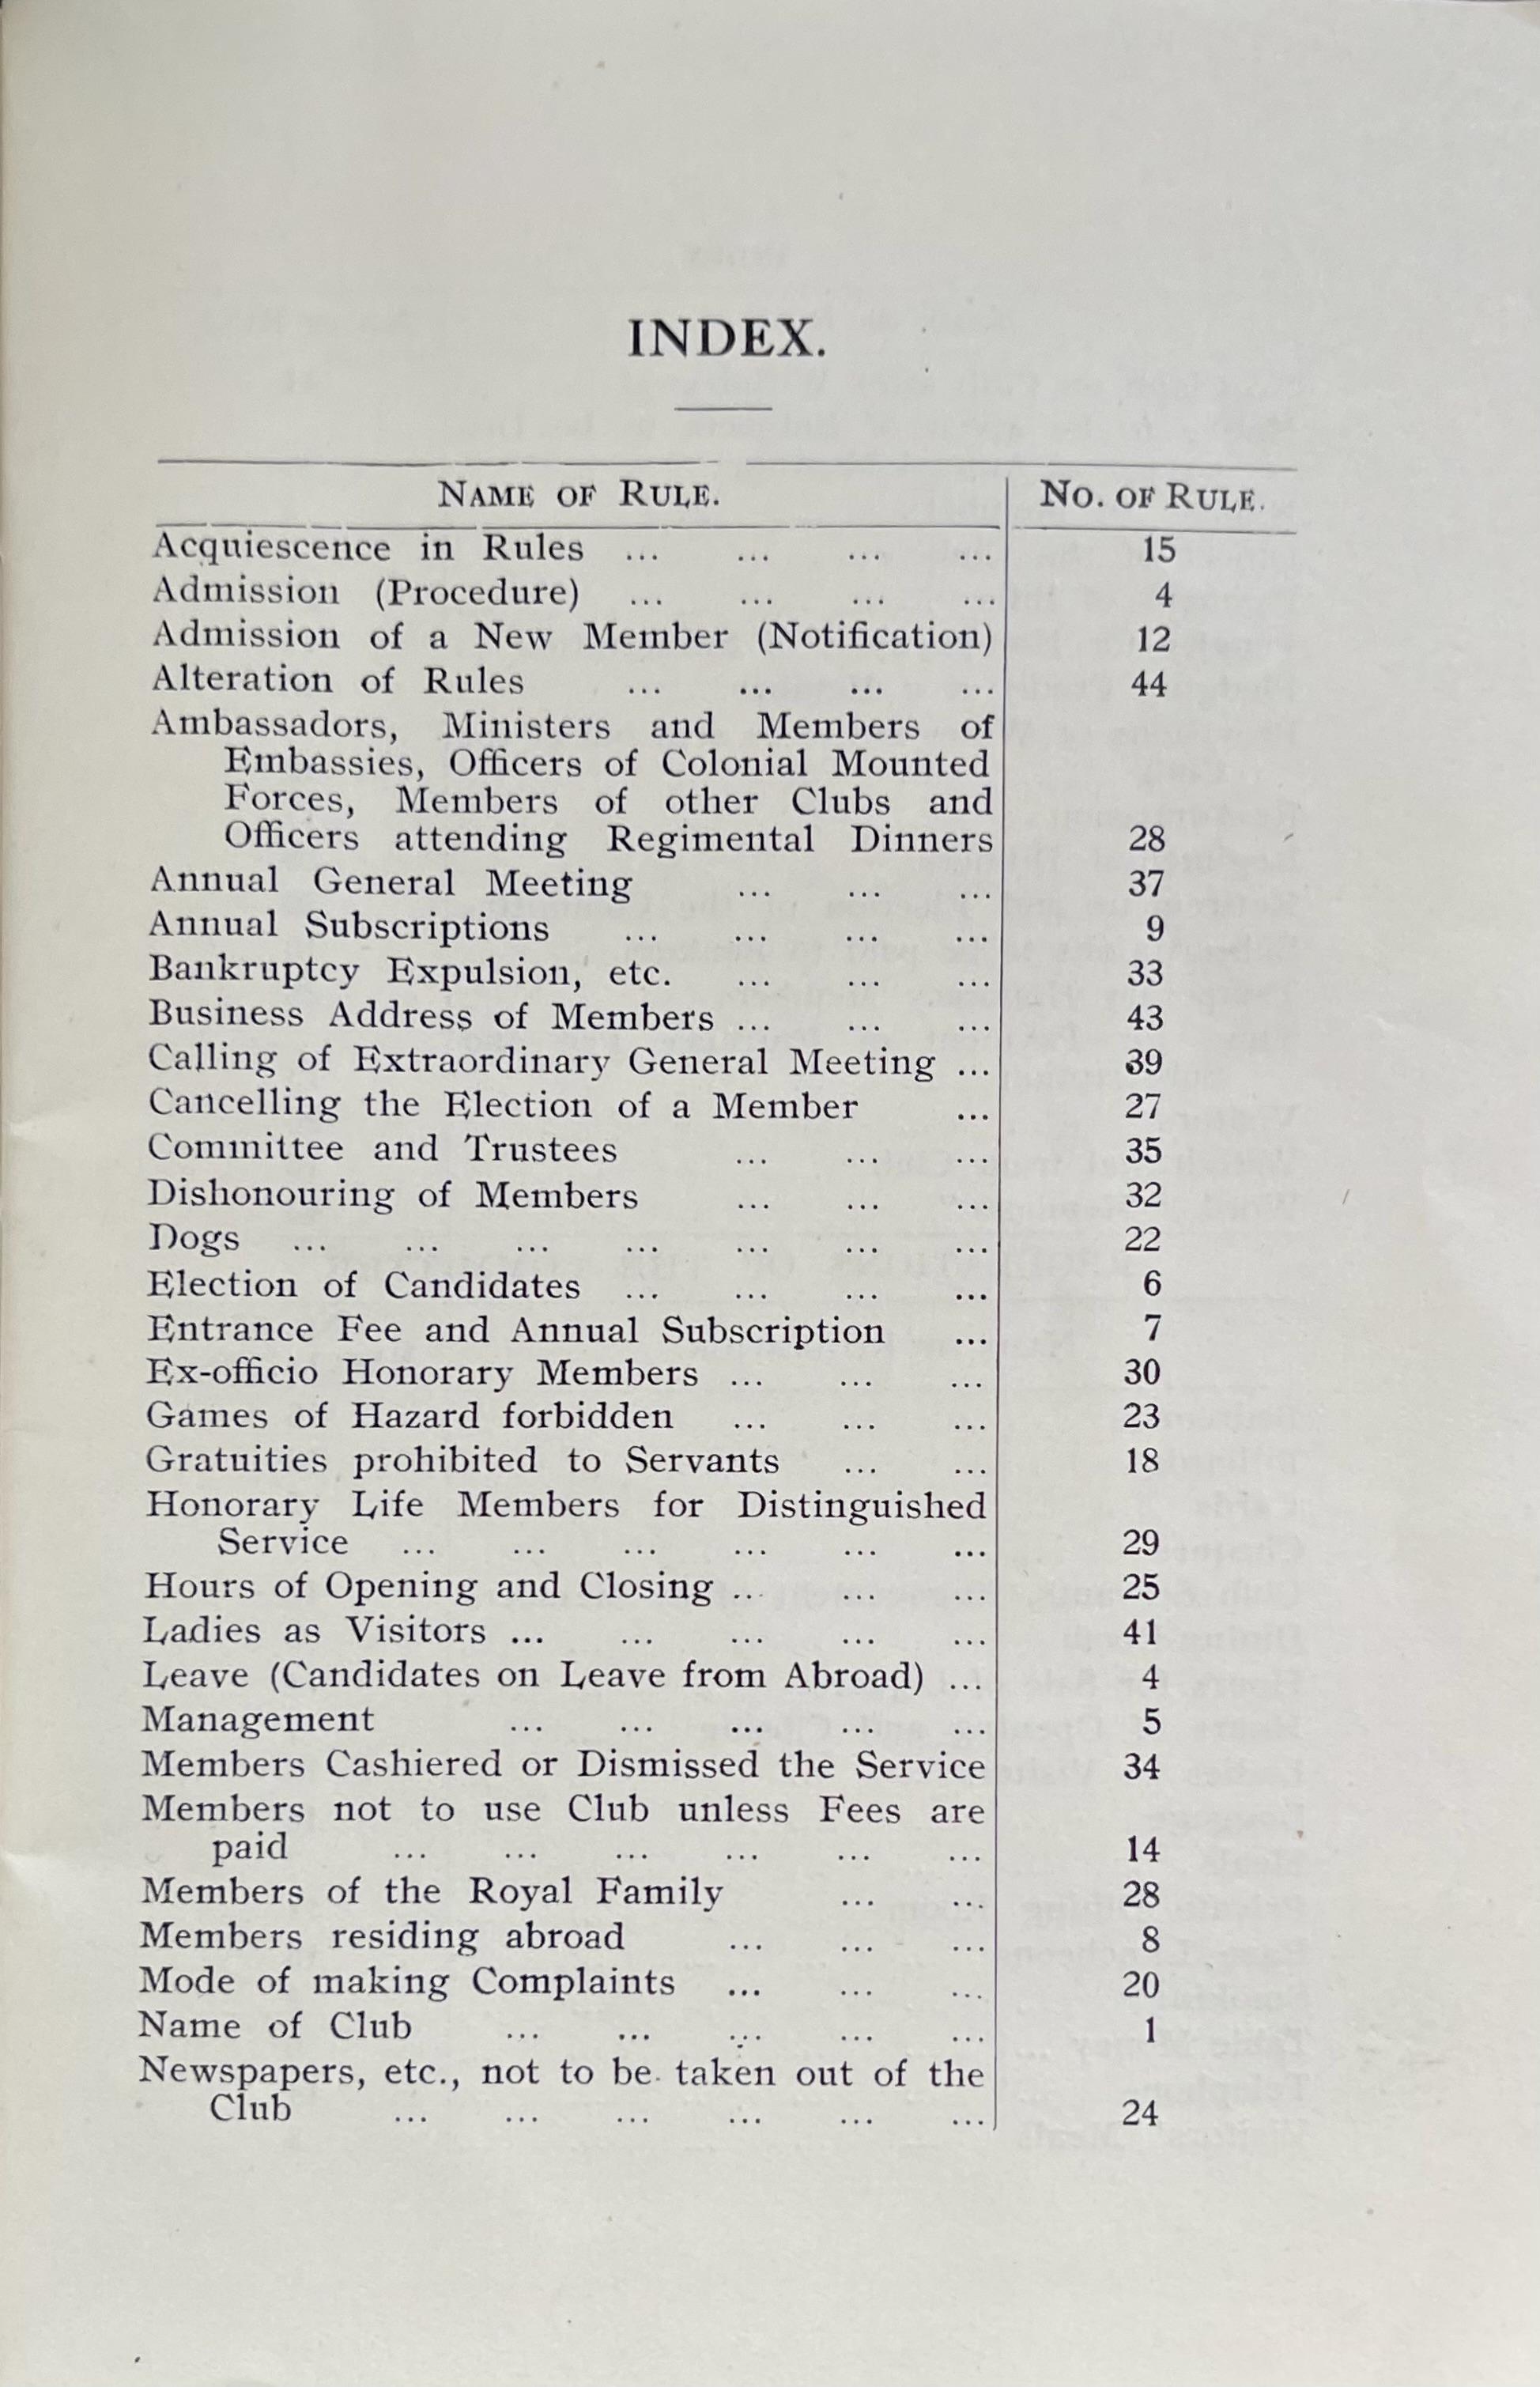 INDEX.
NAME OF RULE. NO. OF RULE.
Acquiescence in Rules ... ... ... ... 15
Admission (Procedure) ... ... ... ... 4
Admission of a New Member (Notification) 12
Alteration of Rules ... ... ... ... 44
Ambassadors, Ministers and Members of
Embassies, Officers of Colonial Mounted
Forces, Members of other Clubs and
Officers attending Regimental Dinners 28
Annual General Meeting ... ... ... 37
Annual Subscriptions ... ... ... ... 9
Bankruptcy Expulsion, etc. ... ... ... 33
Business Address of Members ... ... ... 43
Calling of Extraordinary General Meeting ... 39
Cancelling the Election of a Member ... 27
Committee and Trustees ... ... ... 35
Dishonouring of Members ... ... ... 32
Dogs ... ... ... ... ... ... ... 22
Election of Candidates ... ... ... ... 6
Entrance Fee and Annual Subscription ... 7
Ex-officio Honorary Members ... ... ... 30
Games of Hazard forbidden ... ... ... 23
Gratuities prohibited to Servants ... ... 18
Honorary Life Members for Distinguished
Service ... ... ... ... ... ... 29
Hours of Opening and Closing ... ... ... 25
Ladies as Visitors ... ... ... ... ... 41
Leave (Candidates on Leave from Abroad) ... 4
Management ... ... ... ... ... 5
Members Cashiered or Dismissed the Service 34
Members not to use Club unless Fees are
paid ... ... ... ... ... ... 14
Members of the Royal Family ... ... 28
Members residing abroad ... ... ... 8
Mode of making Complaints ... ... ... 20
Name of Club ... ... ... ... ... 1
Newspapers, etc., not to be taken out of the
Club ... ... ... ... ... ... 24